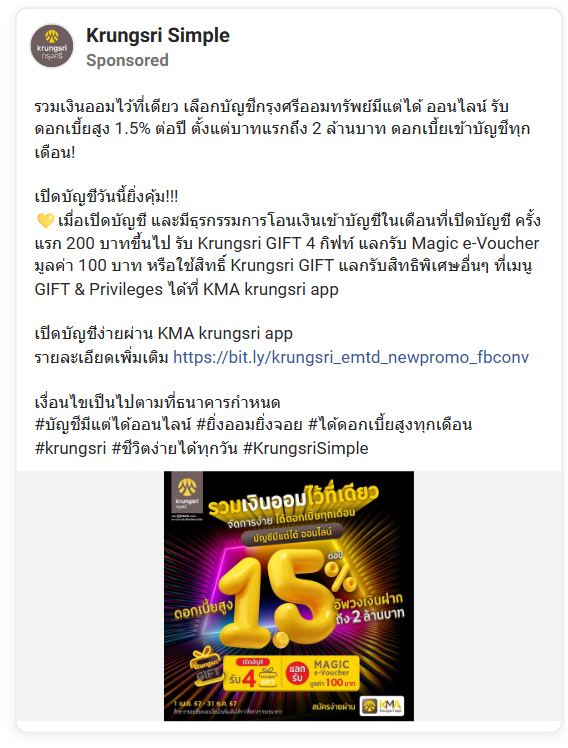 krungsri
กรุงศรี
Krungsri Simple
Sponsored
รวมเงินออมไว้ที่เดียว เลือกบัญชีกรุงศรีออมทรัพย์มีแต่ได้ ออนไลน์ รับ
ดอกเบี้ยสูง 1.5% ต่อปี ตั้งแต่บาทแรกถึง 2 ล้านบาท ดอกเบี้ยเข้าบัญชีทุก
เดือน!
เปิดบัญชีวันนี้ยิ่งคุ้ม!!!
💛 เมื่อเปิดบัญชี และมีธุรกรรมการโอนเงินเข้าบัญชีในเดือนที่เปิดบัญชี ครั้ง
แรก 200 บาทขึ้นไป รับ Krungsri GIFT 4 กิฟท์ แลกรับ Magic e-Voucher
มูลค่า 100 บาท หรือใช้สิทธิ์ Krungsri GIFT แลกรับสิทธิพิเศษอื่นๆ ที่เมนู
GIFT & Privileges ได้ที่ KMA krungsri app
เปิดบัญชีง่ายผ่าน KMA krungsri app
รายละเอียดเพิ่มเติม https://bit.ly/krungsri_emtd_newpromo_fbconv
เงื่อนไขเป็นไปตามที่ธนาคารกำหนด
#บัญชีมีแต่ได้ออนไลน์ #ยิ่งออมยิ่งจอย #ได้ดอกเบี้ยสูงทุกเดือน
#krungsri #ชีวิตง่ายได้ทุกวัน #KrungsriSimple
krungsri
กรุงศรี
รวมเงินออมไว้ที่เดียว
จัดการง่าย ได้ดอกเบี้ยทุกเดือน
บัญชีมีแต่ได้ ออนไลน์
ดอกเบี้ยสูง
1.5% ต่อปี
อัพวงเงินฝาก
ถึง 2 ล้านบาท
krungsri
GIFT
เปิดบัญชี
รับ 4
GIFT
แลก
รับ
MAGIC
e-Voucher
มูลค่า 100 บาท
1 เม.ย. 67 - 31 ธ.ค. 67
สมัครง่ายผ่าน
KMA
krungsri app